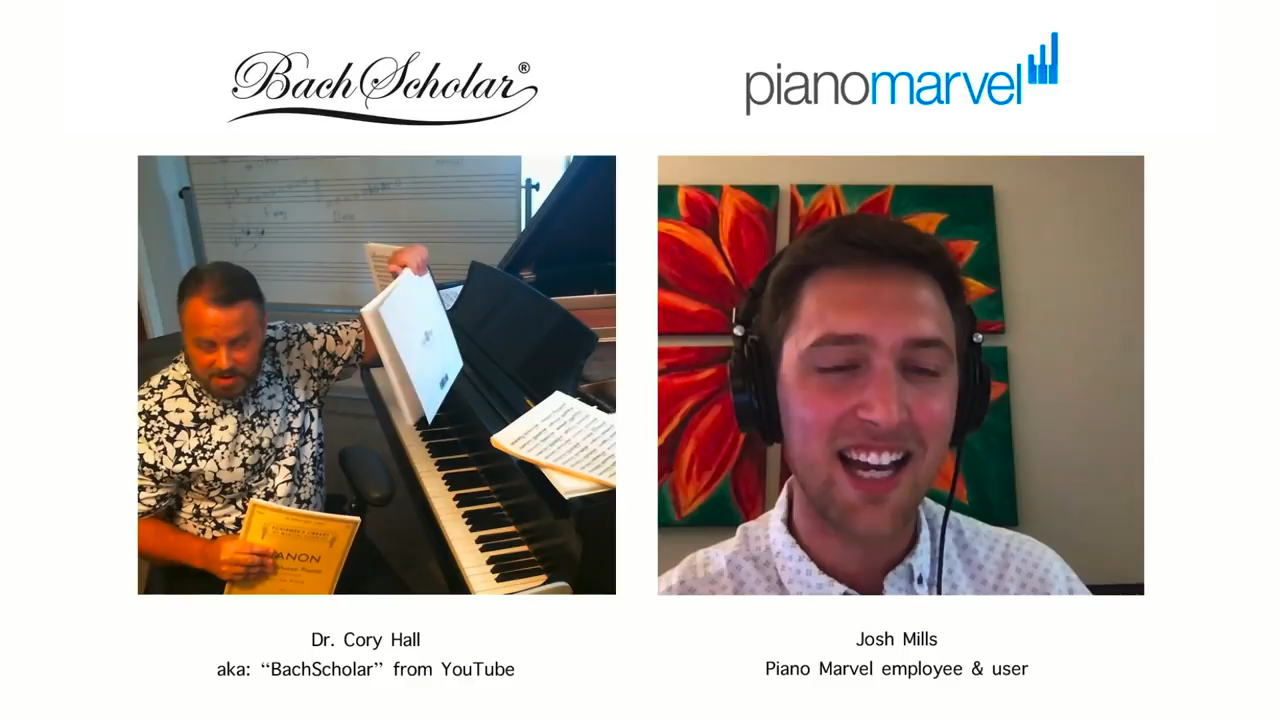 BachScholar®
pianomarvel
HANON
Dr. Cory Hall
aka: “BachScholar” from YouTube
Josh Mills
Piano Marvel employee & user